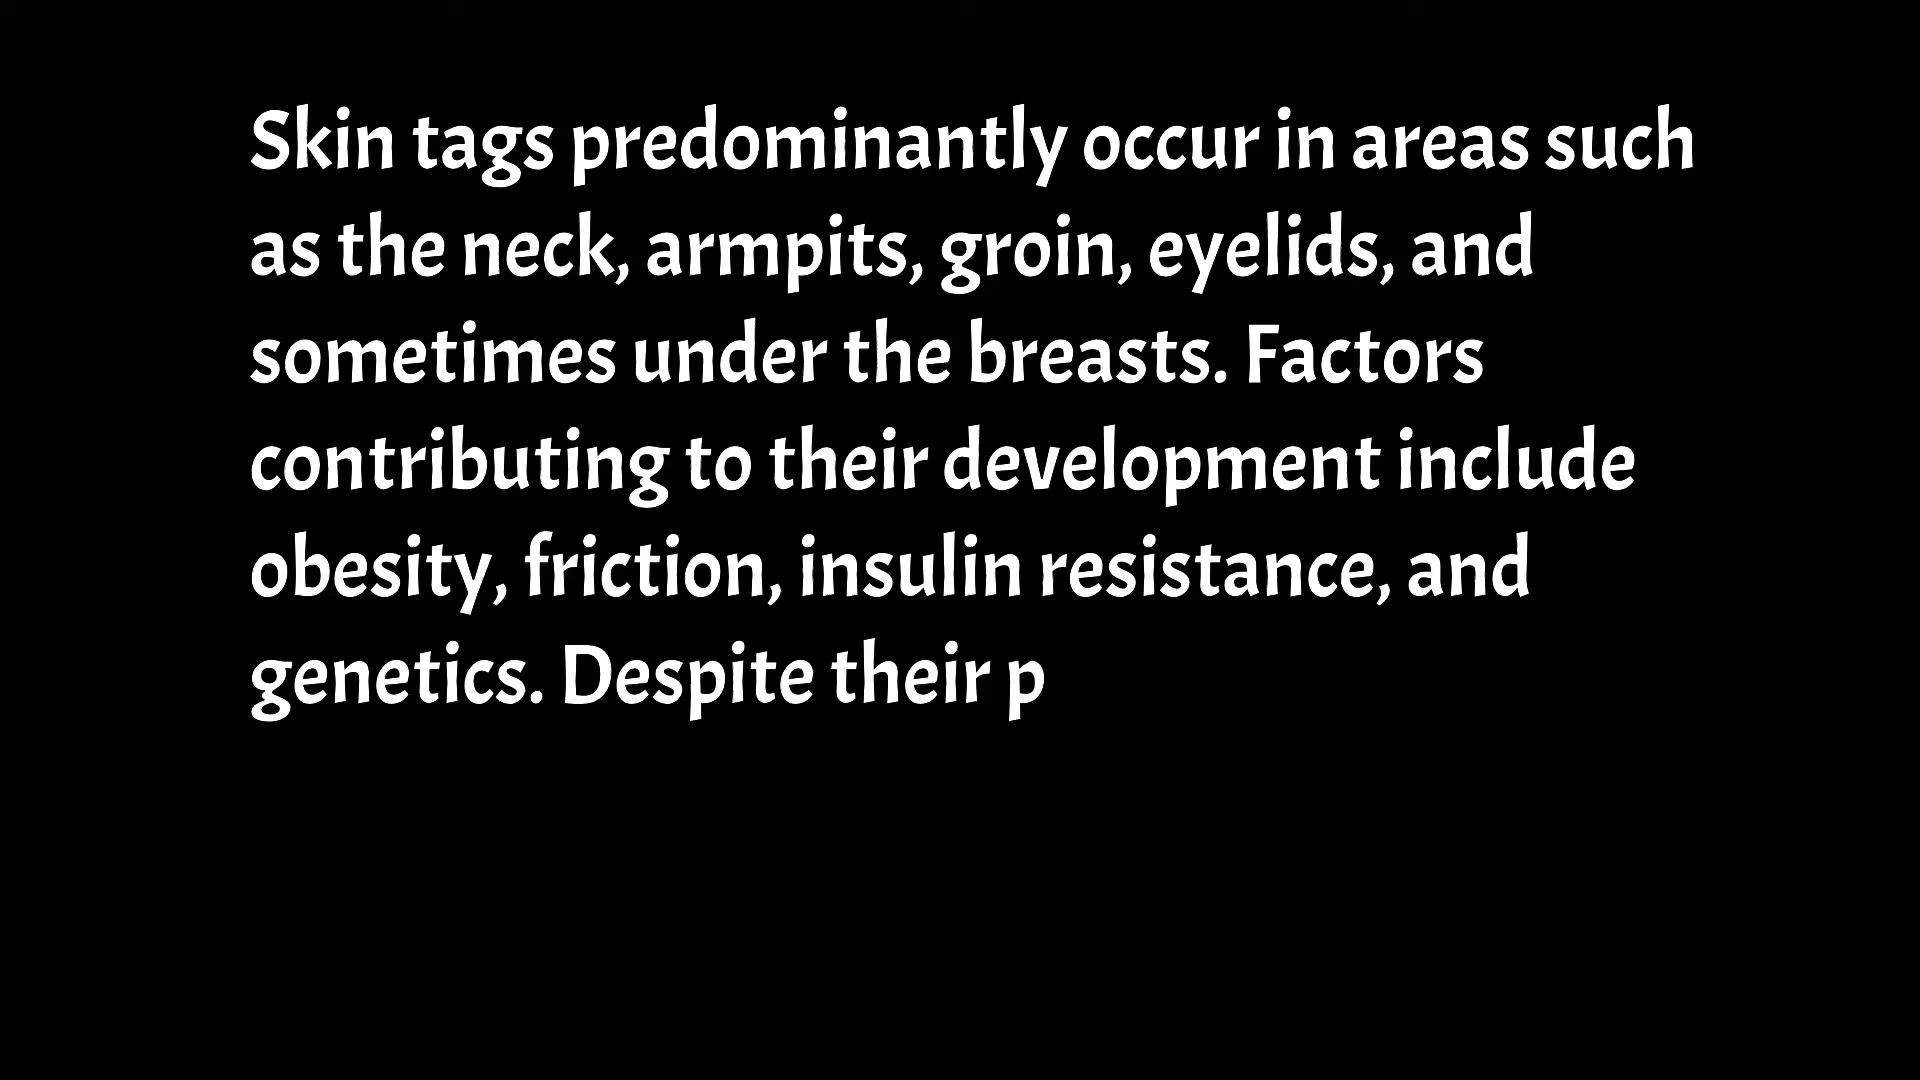 Skin tags predominantly occur in areas such
as the neck, armpits, groin, eyelids, and
sometimes under the breasts. Factors
contributing to their development include
obesity, friction, insulin resistance, and
genetics. Despite their p